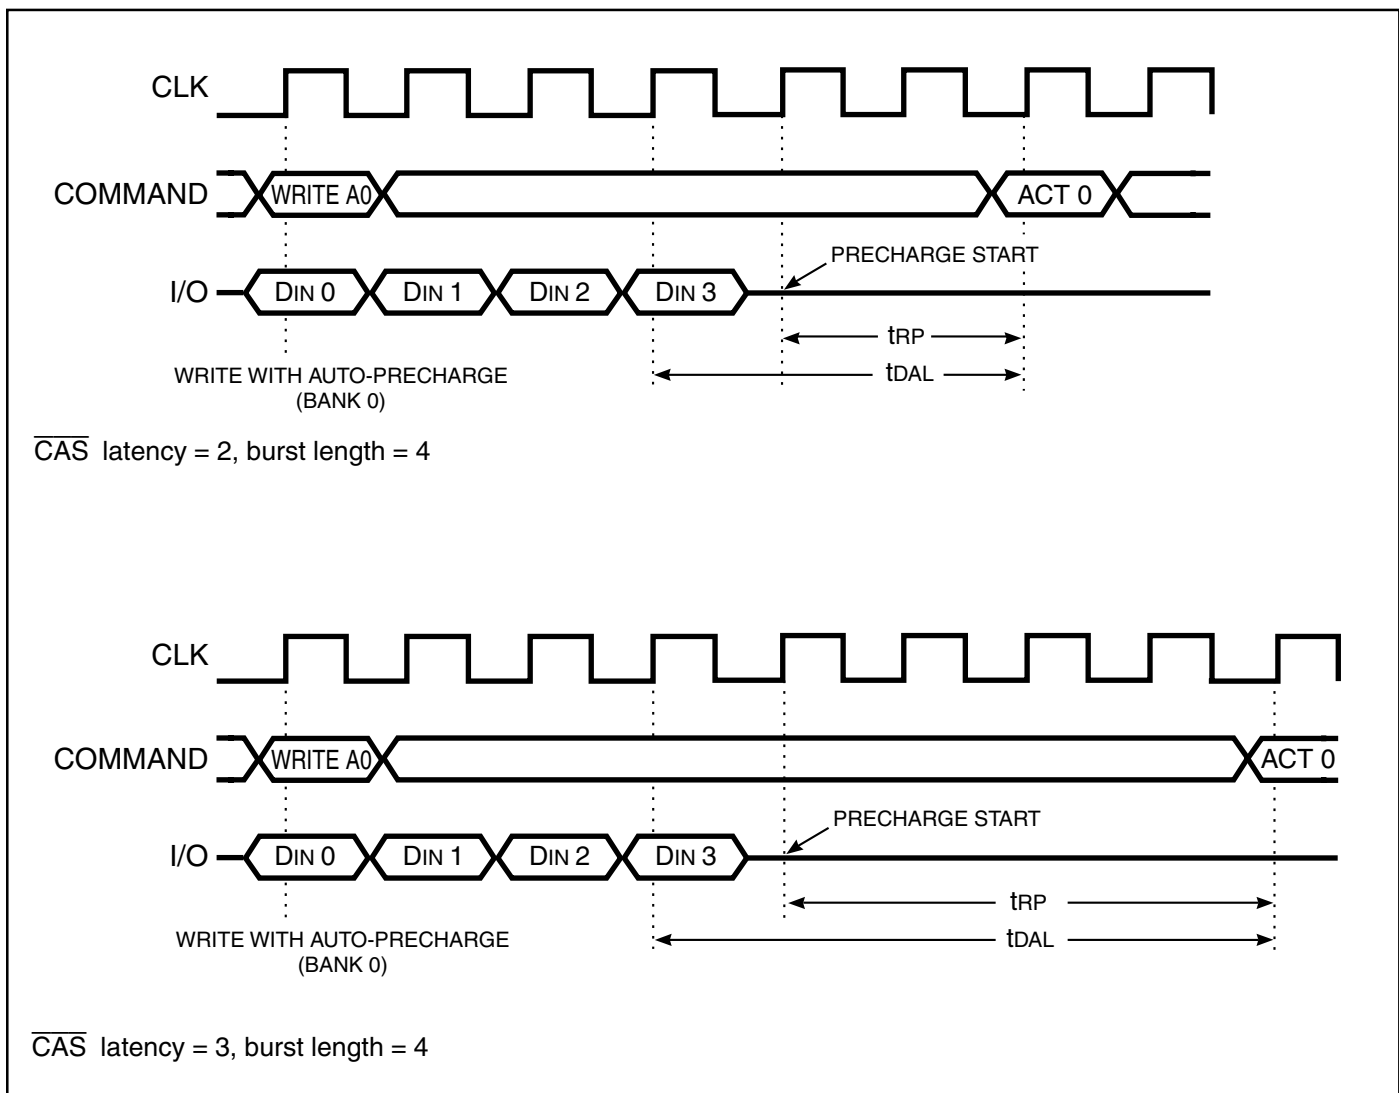 CLK
COMMAND WRITE A0 ACT 0
PRECHARGE START
I/O DIN 0 DIN 1 DIN 2 DIN 3
tRP
WRITE WITH AUTO-PRECHARGE tDAL
(BANK 0)
CAS latency = 2, burst length = 4
CLK
COMMAND WRITE A0 ACT 0
PRECHARGE START
I/O DIN 0 DIN 1 DIN 2 DIN 3
tRP
WRITE WITH AUTO-PRECHARGE tDAL
(BANK 0)
CAS latency = 3, burst length = 4